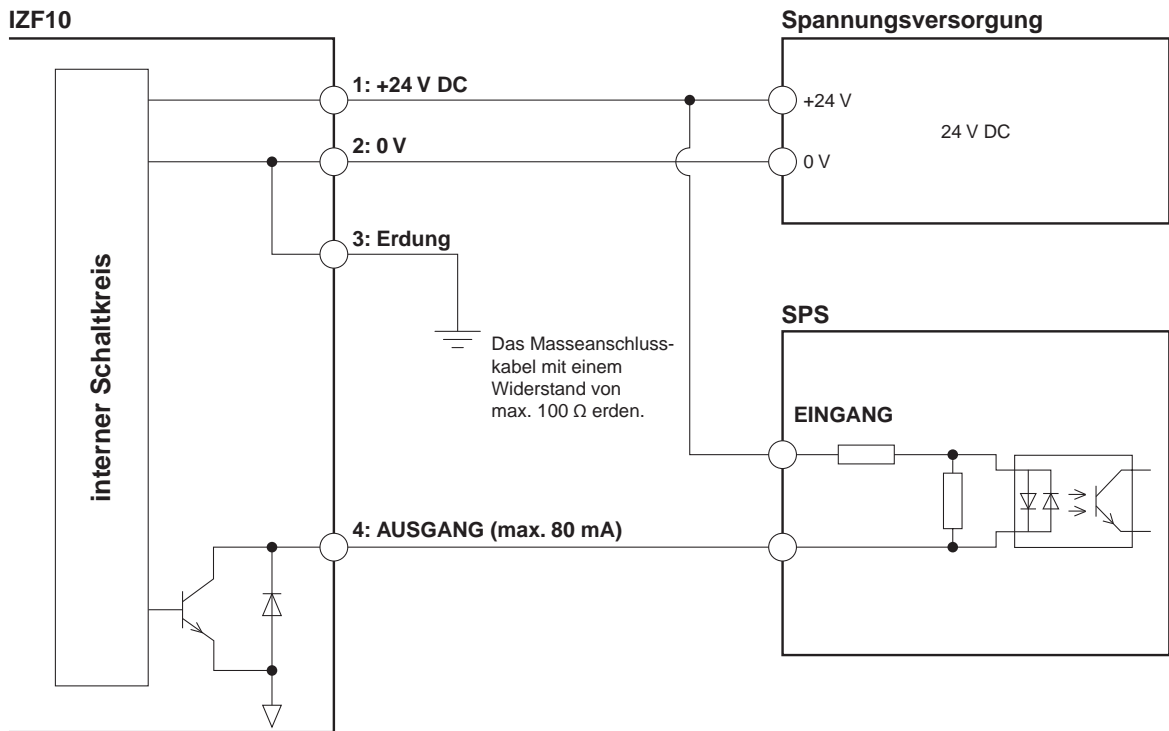 IZF10
Spannungsversorgung
1: +24 V DC
+24 V
24 V DC
2: 0 V
0 V
3: Erdung
interner Schaltkreis
Das Masseanschluss-
kabel mit einem
Widerstand von
max. 100 Ω erden.
SPS
EINGANG
4: AUSGANG (max. 80 mA)